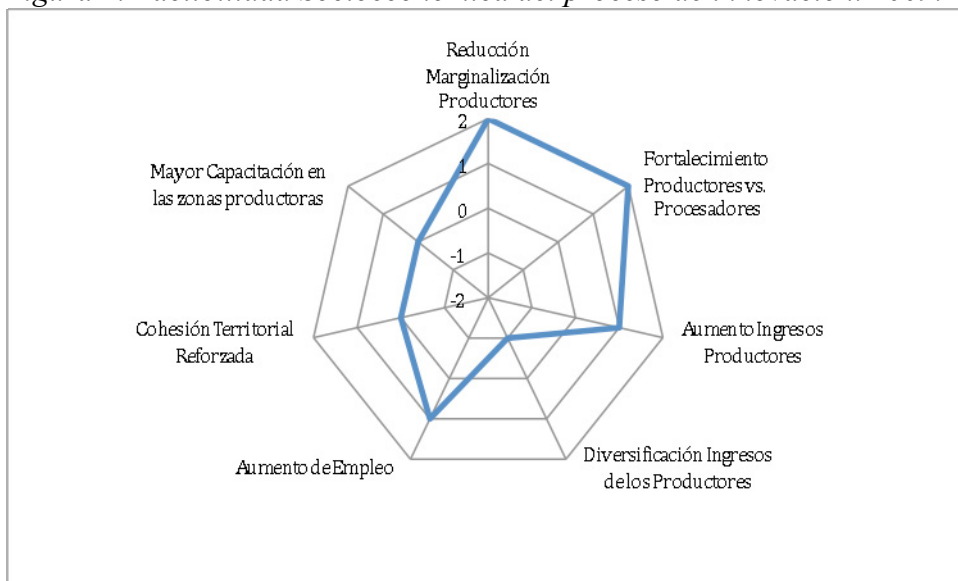 Reducción
Marginalización
Productores
2
1
0
-1
-2
Fortalecimiento
Productores vs.
Procesadores
Aumento Ingresos
Productores
Diversificación Ingresos
de los Productores
Aumento de Empleo
Cohesión Territorial
Reforzada
Mayor Capacitación en
las zonas productoras